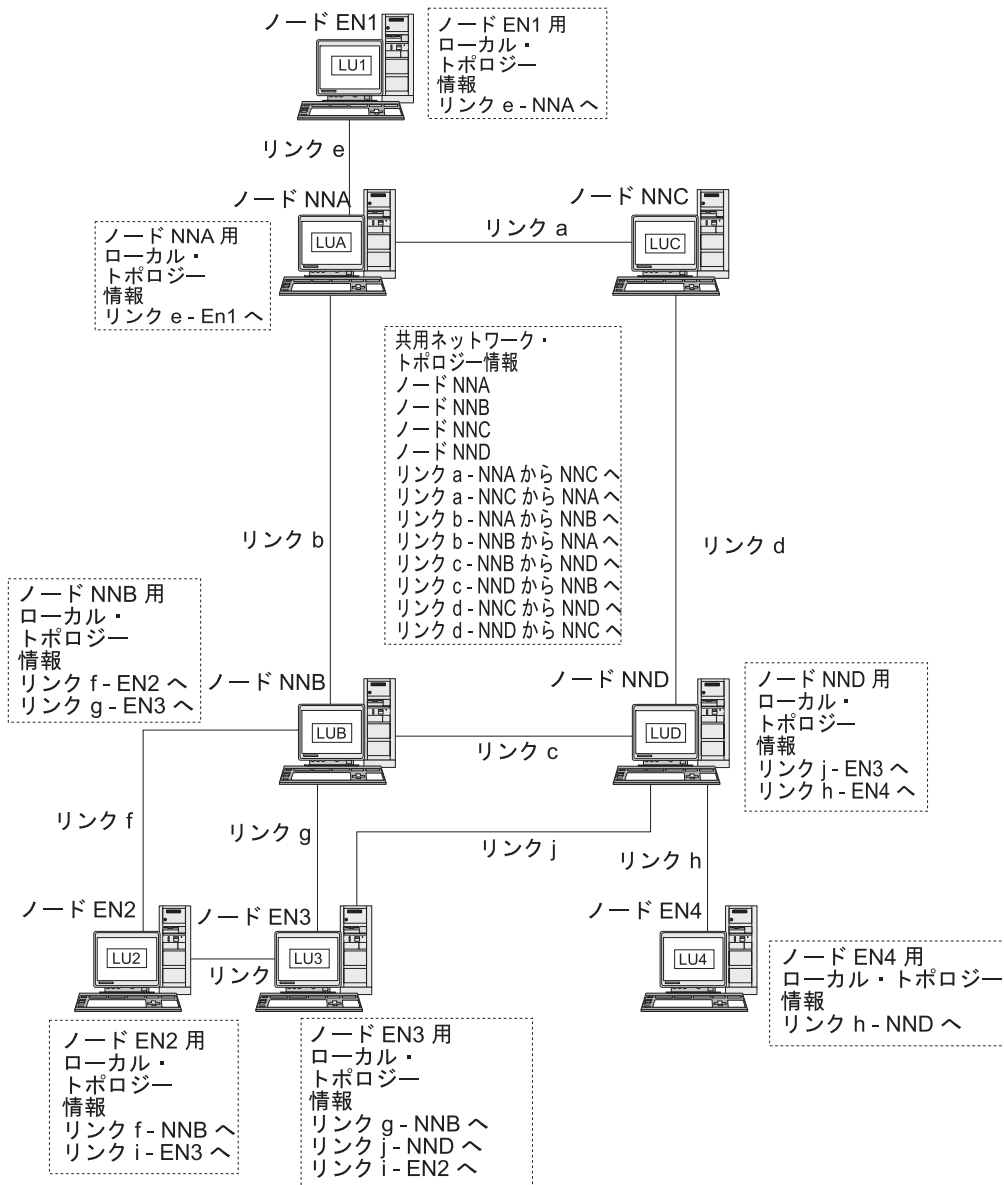 ノード EN1
LU1
ノード EN1 用
ローカル・
トポロジー
情報
リンク e - NNA へ
リンク e
ノード NNA
LUA
ノード NNC
LUC
リンク a
ノード NNA 用
ローカル・
トポロジー
情報
リンク e - En1 へ
共用ネットワーク・
トポロジー情報
ノード NNA
ノード NNB
ノード NNC
ノード NND
リンク a - NNA から NNC へ
リンク a - NNC から NNA へ
リンク b - NNA から NNB へ
リンク b - NNB から NNA へ
リンク c - NNB から NND へ
リンク c - NND から NNB へ
リンク d - NNC から NND へ
リンク d - NND から NNC へ
リンク b
リンク d
ノード NNB 用
ローカル・
トポロジー
情報
リンク f - EN2 へ
リンク g - EN3 へ
ノード NNB
LUB
ノード NND
LUD
リンク c
ノード NND 用
ローカル・
トポロジー
情報
リンク j - EN3 へ
リンク h - EN4 へ
リンク f
リンク g
リンク j
リンク h
ノード EN2
LU2
ノード EN3
LU3
リンク
ノード EN4
LU4
ノード EN4 用
ローカル・トポロジー
情報
リンク h - NND へ
ノード EN2 用
ローカル・
トポロジー
情報
リンク f - NNB へ
リンク i - EN3 へ
ノード EN3 用
ローカル・
トポロジー
情報
リンク g - NNB へ
リンク j - NND へ
リンク i - EN2 へ